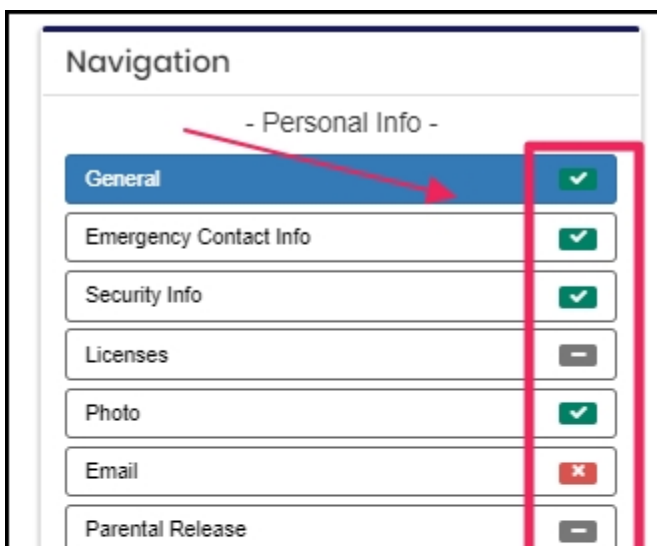 Navigation
- Personal Info -
General
Emergency Contact Info
Security Info
Licenses
Photo
Email
Parental Release